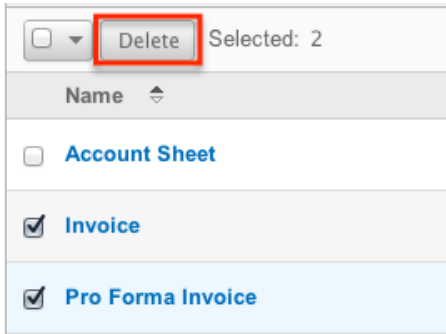 Delete Selected: 2
Name
Account Sheet
Invoice
Pro Forma Invoice